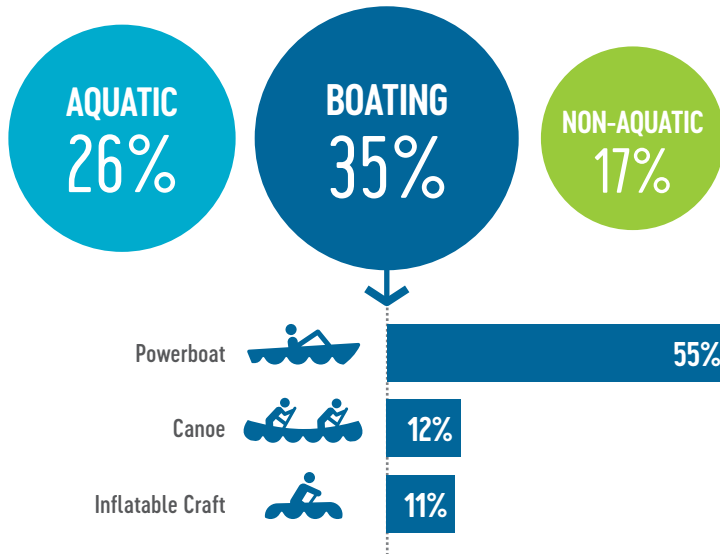 AQUATIC
26%
BOATING
35%
NON-AQUATIC
17%
Powerboat
55%
Canoe
12%
Inflatable Craft
11%